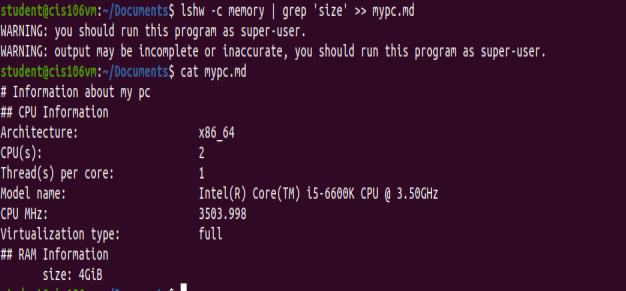 student@cis106vm:~/Documents$ lshw -c memory | grep 'size' >> mypc.md
WARNING: you should run this program as super-user.
WARNING: output may be incomplete or inaccurate, you should run this program as super-user.
student@cis106vm:~/Documents$ cat mypc.md
# Information about my pc
## CPU Information
Architecture: x86_64
CPU(s): 2
Thread(s) per core: 1
Model name: Intel(R) Core(TM) i5-6600K CPU @ 3.50GHz
CPU MHz: 3503.998
Virtualization type: full
## RAM Information
size: 4GiB
student@cis106vm:~/Documents$